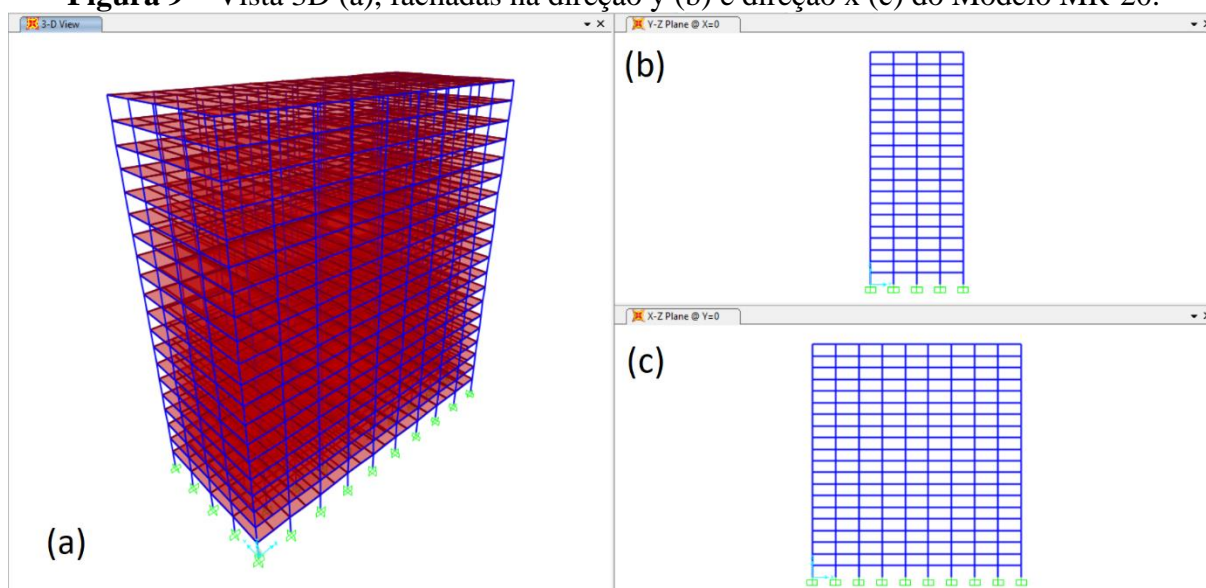 Figura 9 – Vista 3D (a), fachadas na direção y (b) e direção x (c) do Modelo MR-20.
3-D View
Y-Z Plane @ X=0
(b)
X-Z Plane @ Y=0
(c)
(a)